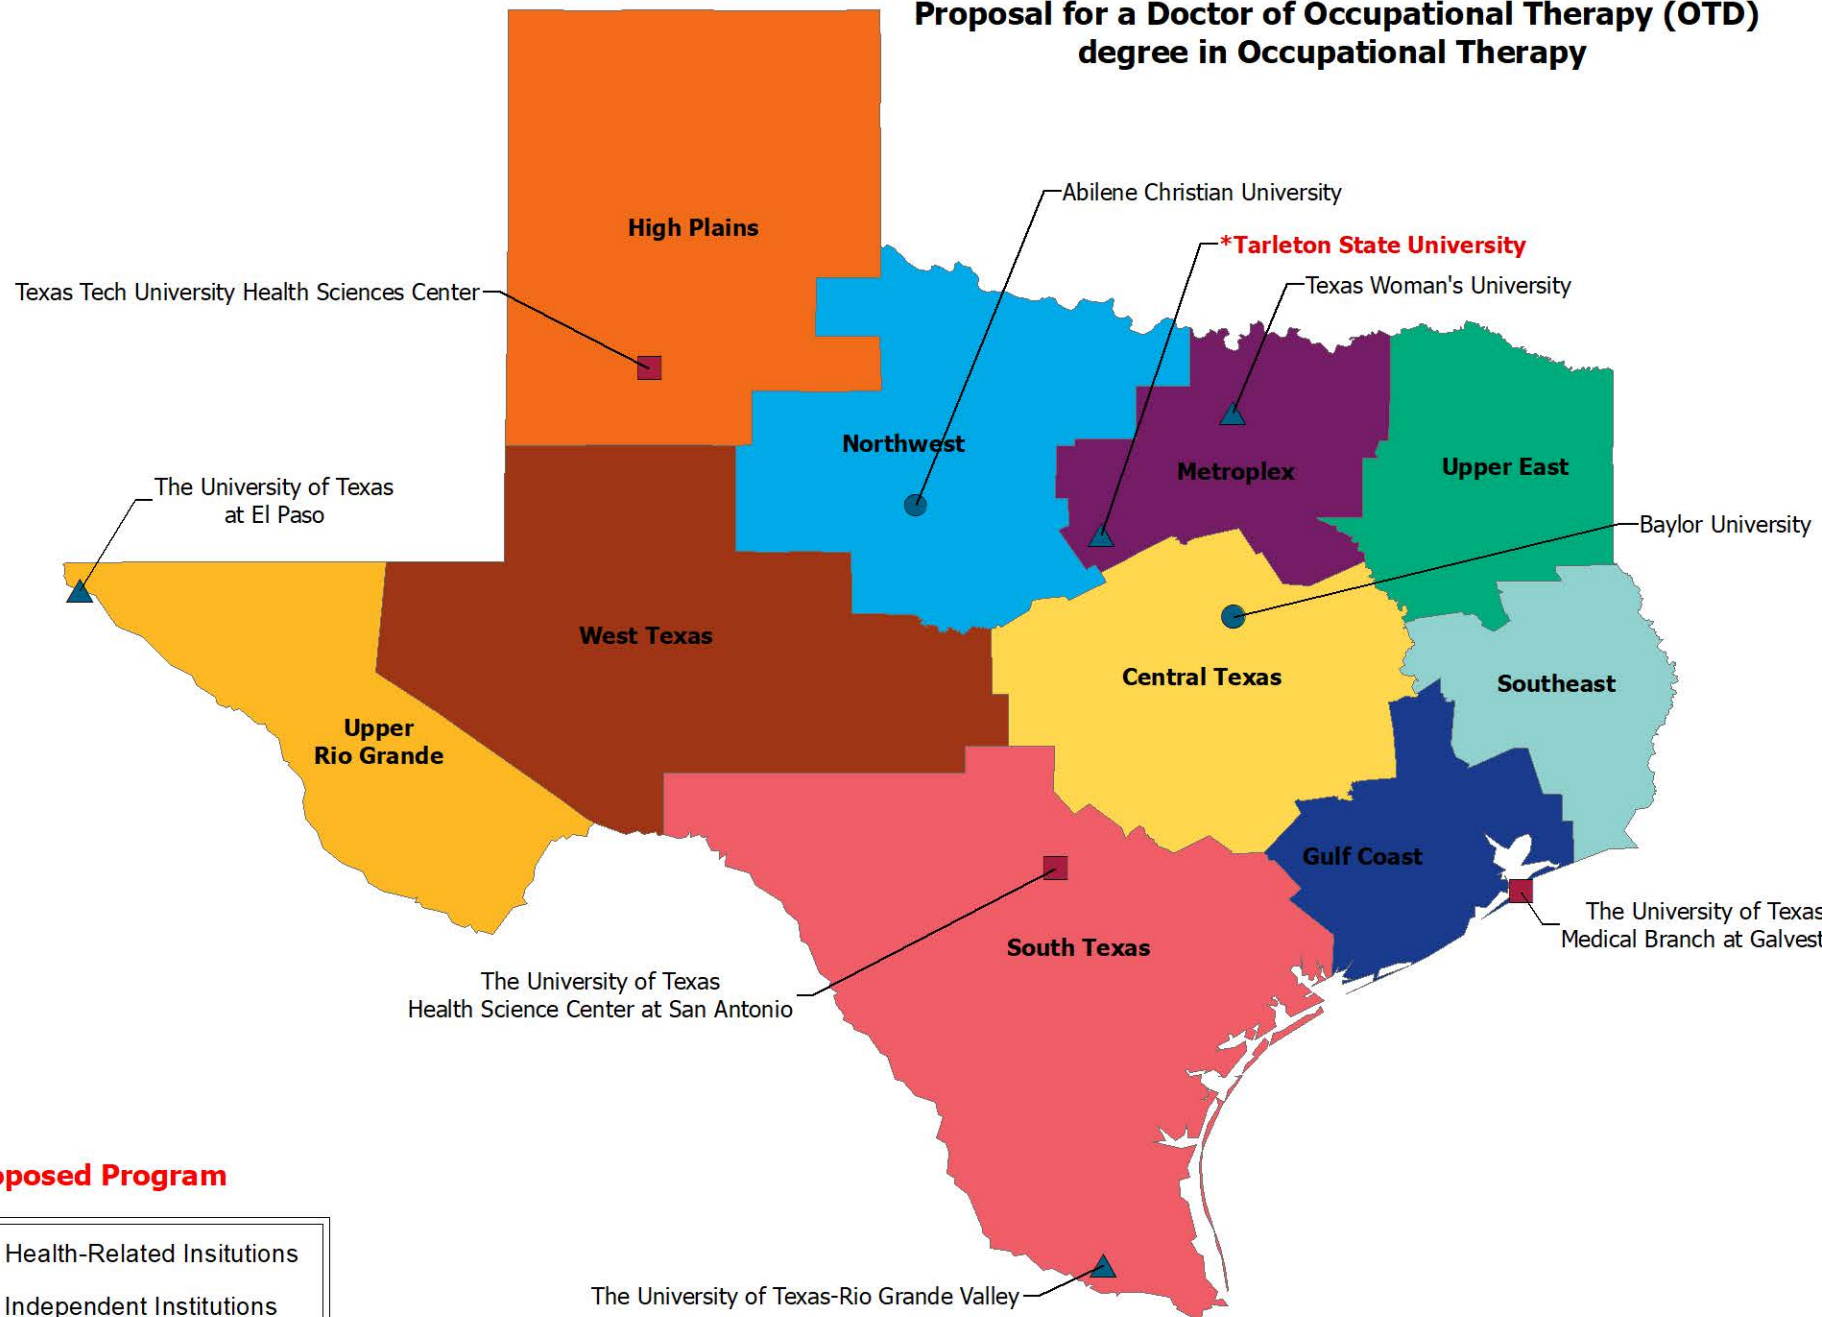 Proposal for a Doctor of Occupational Therapy (OTD)
degree in Occupational Therapy
Abilene Christian University
High Plains
*Tarleton State University
Texas Woman's University
Texas Tech University Health Sciences Center
Northwest
Metroplex
Upper East
The University of Texas
at El Paso
Baylor University
West Texas
Central Texas
Southeast
Upper
Rio Grande
Gulf Coast
The University of Texas
Medical Branch at
South Texas
The University of Texas
Health Science Center at San Antonio
Program
Health-Related Insitutions
Independent Institutions
The University of Texas-Rio Grande Valley